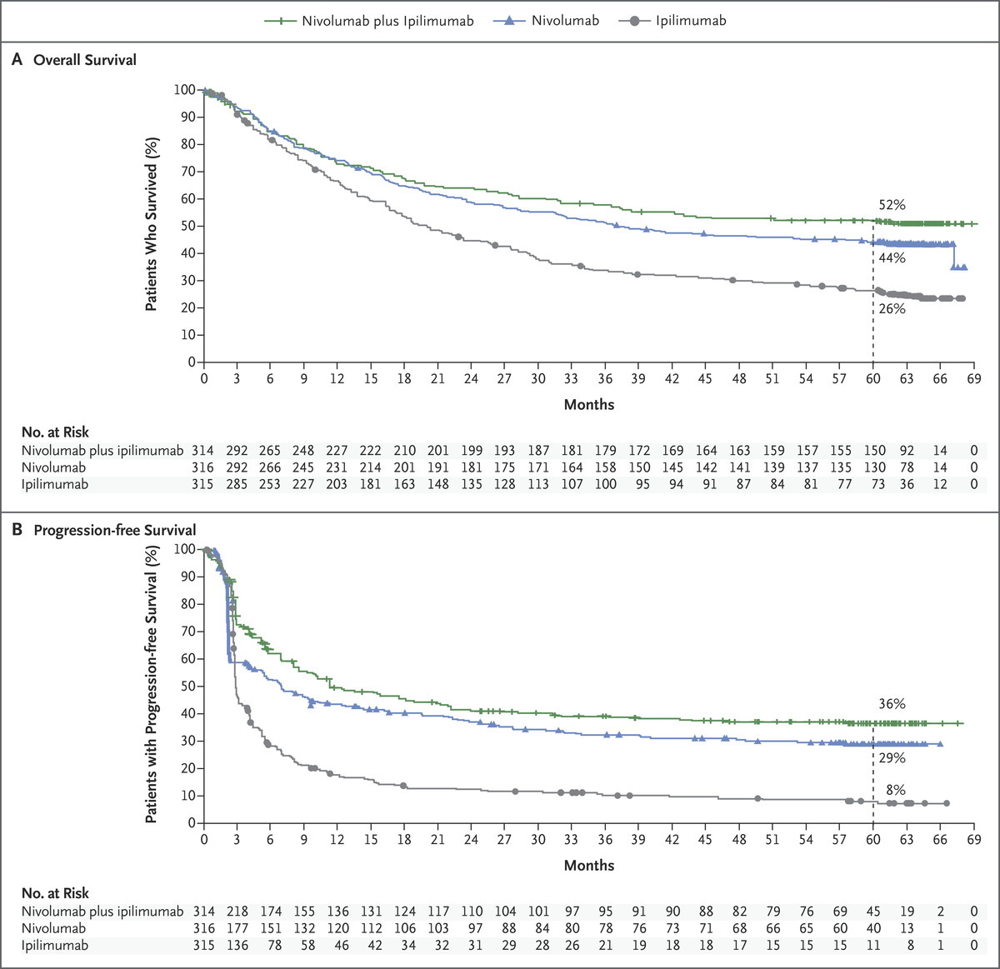 Nivolumab plus Ipilimumab Nivolumab Ipilimumab
A Overall Survival
Patients Who Survived (%)
100
90
80
70
60
50
40
30
20
10
0
52%
44%
26%
0 3 6 9 12 15 18 21 24 27 30 33 36 39 42 45 48 51 54 57 60 63 66 69
Months
No. at Risk
Nivolumab plus ipilimumab 314 292 265 248 227 222 210 201 199 193 187 181 179 172 169 164 163 159 157 155 150 92 14 0
Nivolumab 316 292 266 245 231 214 201 191 181 175 171 164 158 150 145 142 141 139 137 135 130 78 14 0
Ipilimumab 315 285 253 227 203 181 163 148 135 128 113 107 100 95 94 91 87 84 81 77 73 36 12 0
B Progression-free Survival
Patients with Progression-free Survival (%)
100
90
80
70
60
50
40
30
20
10
0
36%
29%
8%
0 3 6 9 12 15 18 21 24 27 30 33 36 39 42 45 48 51 54 57 60 63 66 69
Months
No. at Risk
Nivolumab plus ipilimumab 314 218 174 155 136 131 124 117 110 104 101 97 95 91 90 88 82 79 76 69 45 19 2 0
Nivolumab 316 177 151 132 120 112 106 103 97 88 84 80 78 76 73 71 68 66 65 60 40 13 1 0
Ipilimumab 315 136 78 58 46 42 34 32 31 29 28 26 21 19 18 18 17 15 15 15 11 8 1 0